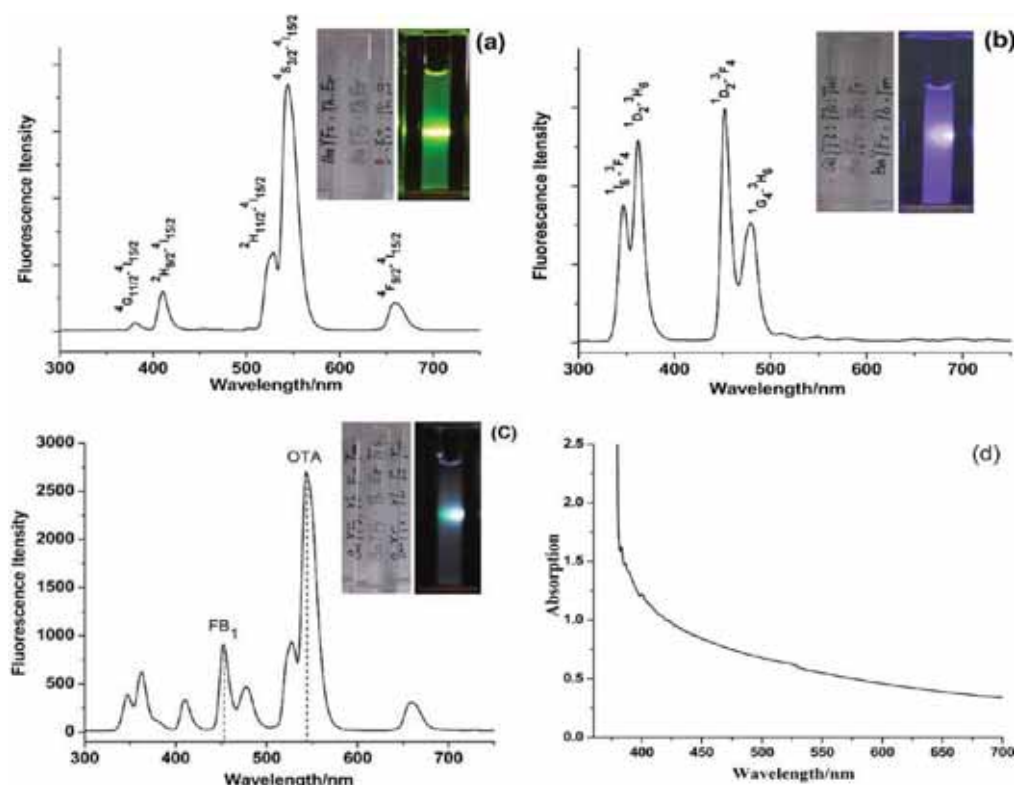 (a)
Fluorescence Itensity
⁴G₁₁/₂-⁴I₁₅/₂
²H₉/₂-⁴I₁₅/₂
²H₁₁/₂-⁴I₁₅/₂
⁴S₃/₂-⁴I₁₅/₂
⁴F₉/₂-⁴I₁₅/₂
300 400 500 600 700
Wavelength/nm
(b)
Fluorescence Itensity
¹I₆-³F₄
¹D₂-³H₆
¹D₂-³F₄
¹G₄-³H₆
300 400 500 600 700
Wavelength/nm
(C)
Fluorescence Itensity
3000
2500
2000
1500
1000
500
0
FB₁
OTA
300 400 500 600 700
Wavelength/nm
(d)
Absorption
2.5
2.0
1.5
1.0
0.5
0.0
400 450 500 550 600 650 700
Wavelength/nm